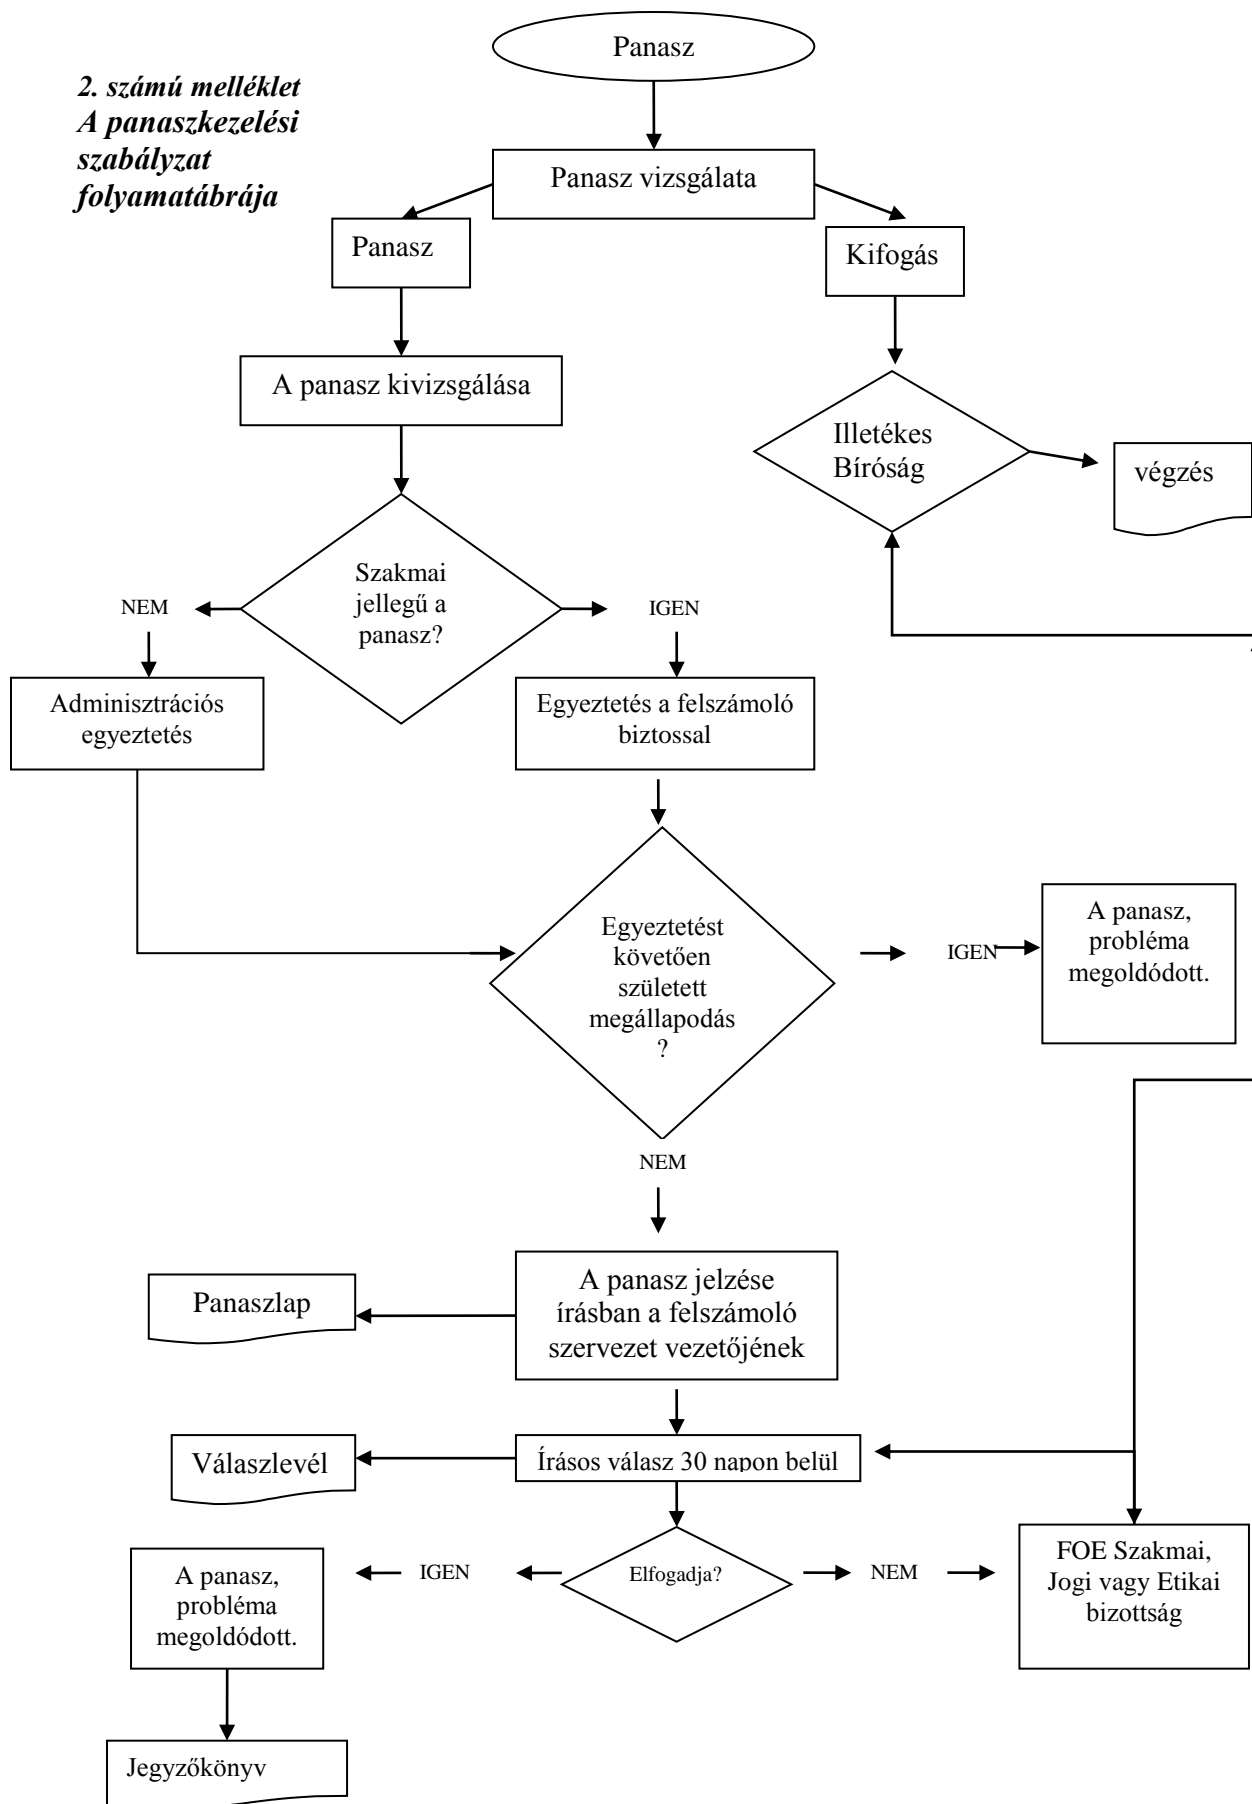 Panasz
2. számú melléklet
A panaszkezelési
szabályzat
folyamatábrája
Panasz vizsgálata
Panasz
Kifogás
A panasz kivizsgálása
Illetékes
Bíróság
végzés
Szakmai
jellegű a
panasz?
NEM
IGEN
Adminisztrációs
egyeztetés
Egyeztetés a felszámoló
biztossal
Egyeztetést
követően
született
megállapodás
?
IGEN
A panasz,
probléma
megoldódott.
NEM
A panasz jelzése
írásban a felszámoló
szervezet vezetőjének
Panaszlap
Írásos válasz 30 napon belül
Válaszlevél
Elfogadja?
IGEN
NEM
A panasz,
probléma
megoldódott.
FOE Szakmai,
Jogi vagy Etikai
bizottság
Jegyzőkönyv